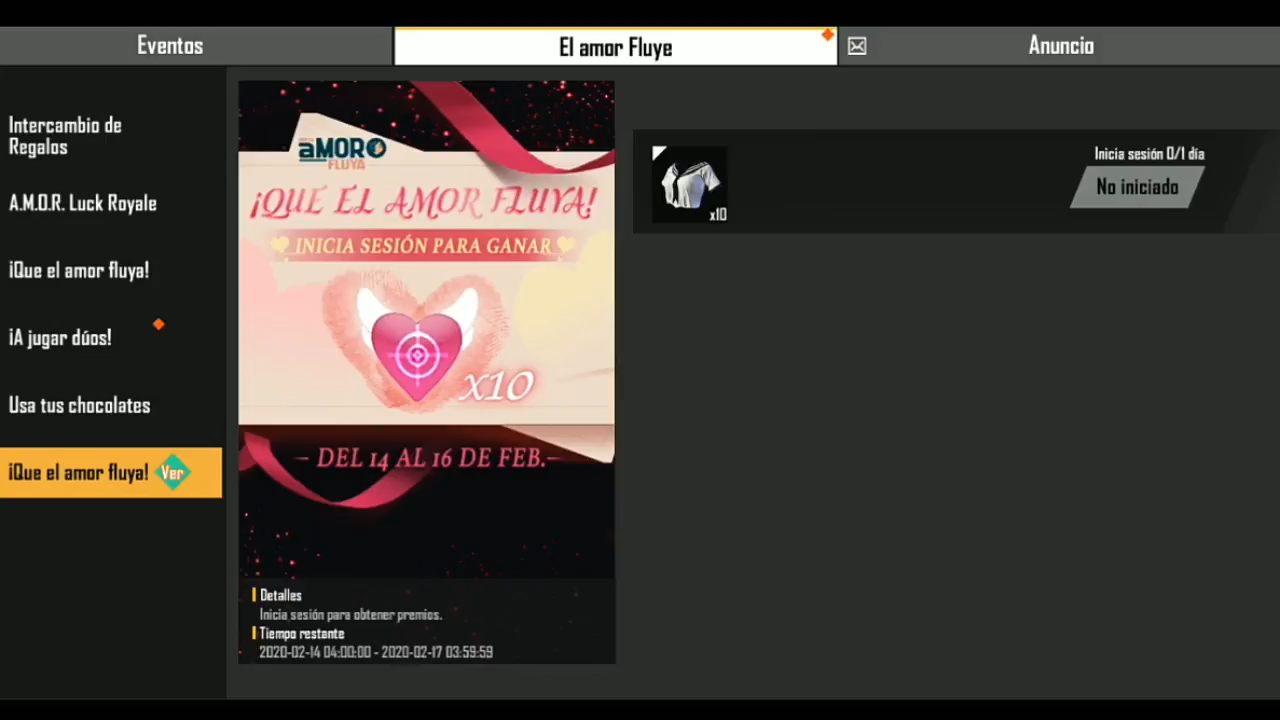 Eventos
El amor Fluye
Anuncio
Intercambio de
Regalos
A.M.O.R. Luck Royale
¡Que el amor fluya!
¡A jugar dúos!
Usa tus chocolates
¡Que el amor fluya!
Ver
aMOR
FLUYA
¡QUE EL AMOR FLUYA!
INICIA SESIÓN PARA GANAR
x10
– DEL 14 AL 16 DE FEB.–
Detalles
Inicia sesión para obtener premios.
Tiempo restante
2020-02-14 04:00:00 - 2020-02-17 03:59:59
x10
Inicia sesión 0/1 día
No iniciado